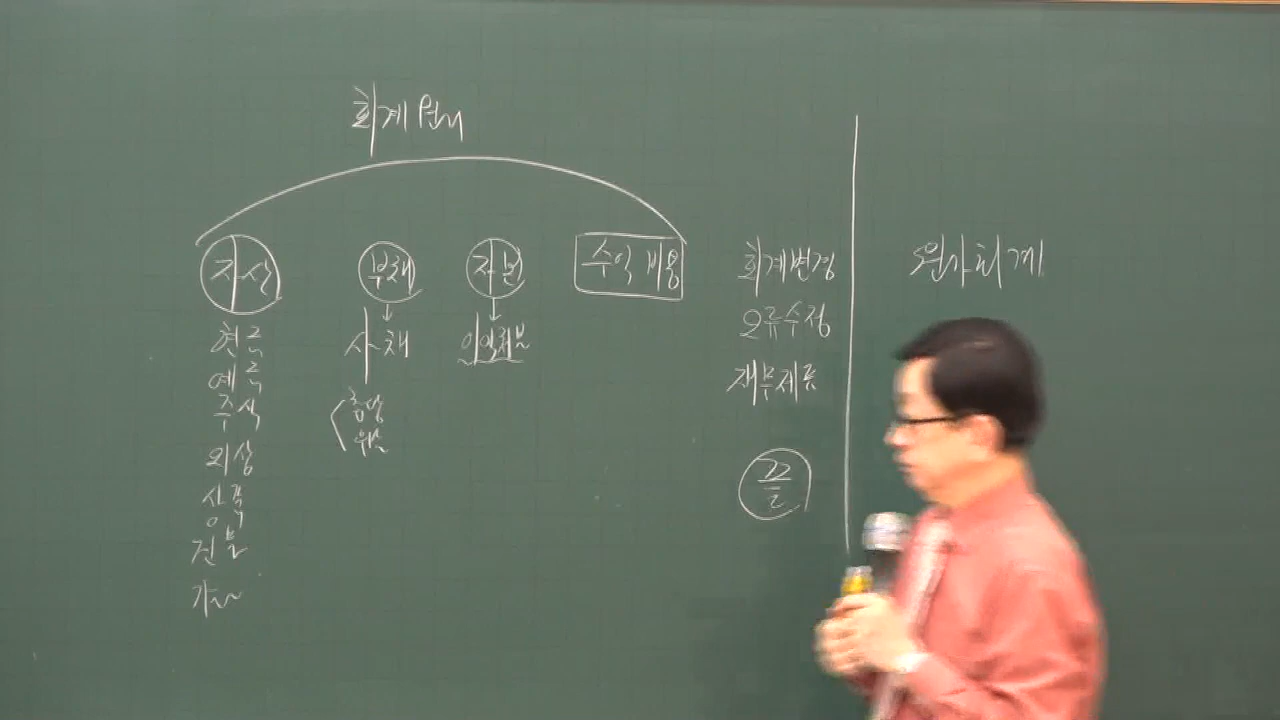 회계원리
자산
현금
예금
주식
외상
상품
건물
부채
사채
충당
자본
이익잉여
수익 비용
회계변경
오류수정
재무제표
끝
원가회계